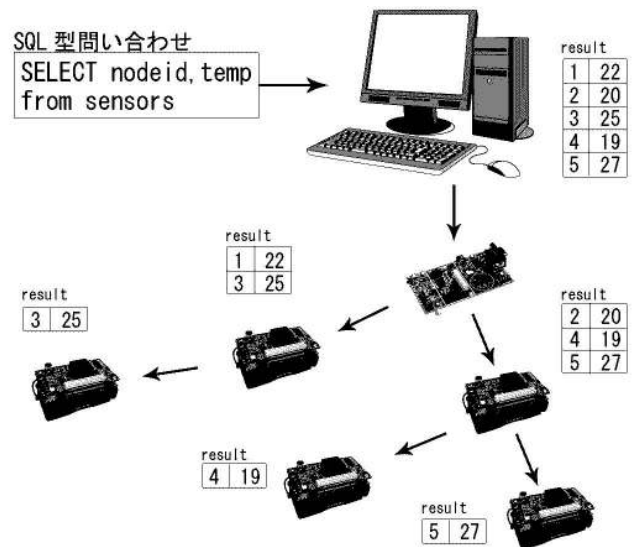 SQL 型問い合わせ
SELECT nodeid,temp
from sensors
result
1 22
2 20
3 25
4 19
5 27
result
1 22
3 25
result
3 25
result
2 20
4 19
5 27
result
4 19
result
5 27